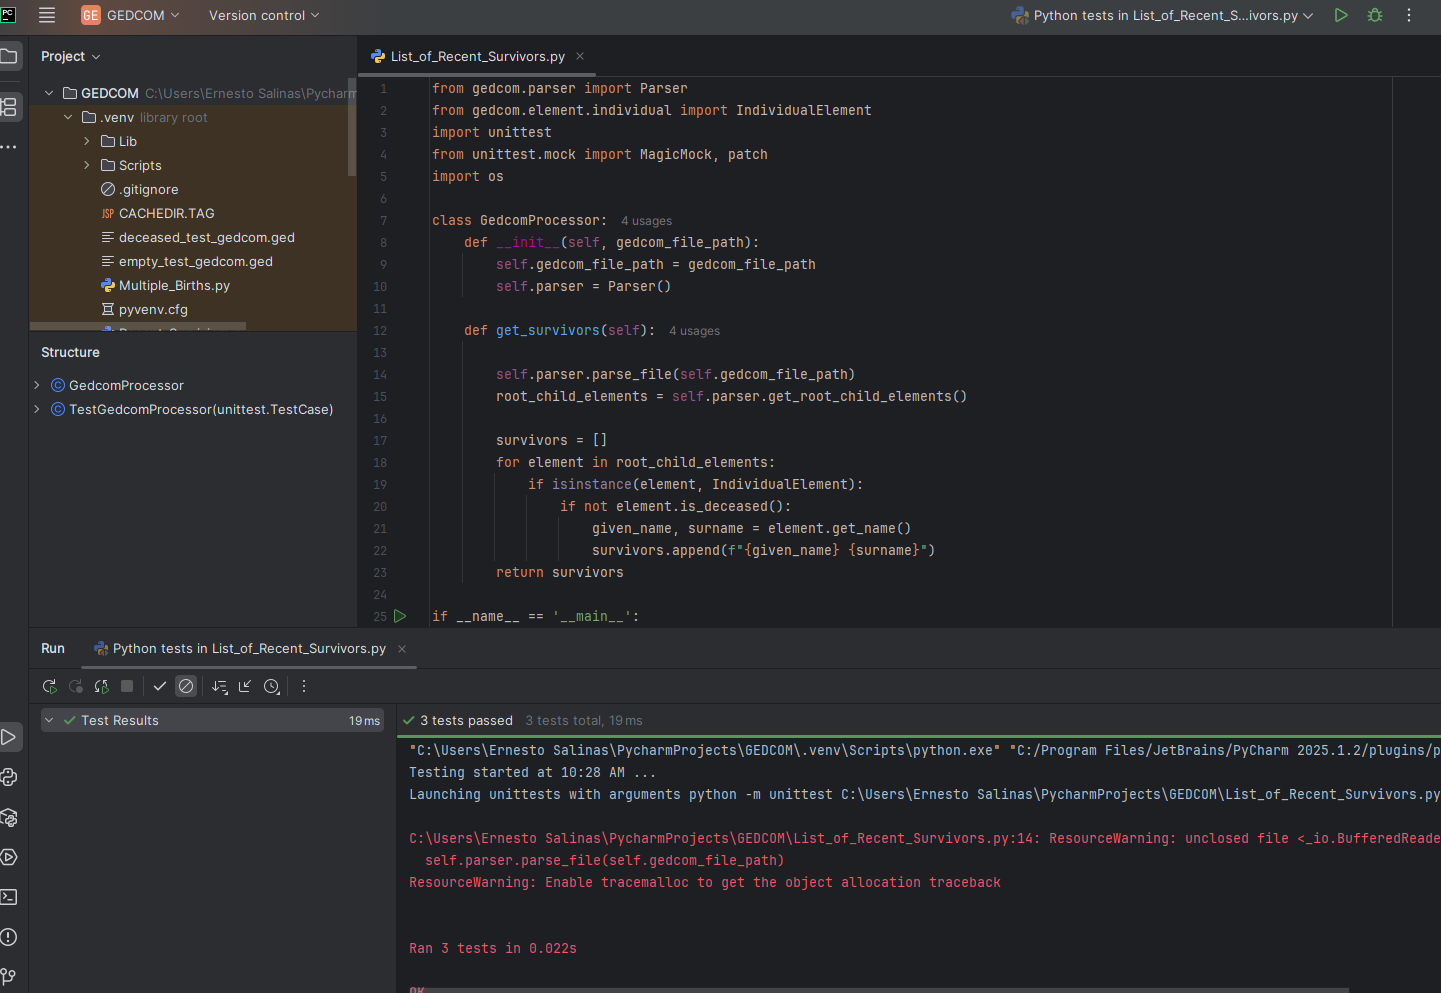 PC
GE GEDCOM
Version control
Python tests in List_of_Recent_S...ivors.py
Project
List_of_Recent_Survivors.py
GEDCOM C:\Users\Ernesto Salinas\Pycharm
.venv library root
Lib
Scripts
.gitignore
JSP CACHEDIR.TAG
deceased_test_gedcom.ged
empty_test_gedcom.ged
Multiple_Births.py
pyvenv.cfg
Structure
GedcomProcessor
TestGedcomProcessor(unittest.TestCase)
1 from gedcom.parser import Parser
2 from gedcom.element.individual import IndividualElement
3 import unittest
4 from unittest.mock import MagicMock, patch
5 import os
6
7 class GedcomProcessor: 4 usages
8 def __init__(self, gedcom_file_path):
9 self.gedcom_file_path = gedcom_file_path
10 self.parser = Parser()
11
12 def get_survivors(self): 4 usages
13
14 self.parser.parse_file(self.gedcom_file_path)
15 root_child_elements = self.parser.get_root_child_elements()
16
17 survivors = []
18 for element in root_child_elements:
19 if isinstance(element, IndividualElement):
20 if not element.is_deceased():
21 given_name, surname = element.get_name()
22 survivors.append(f"{given_name} {surname}")
23 return survivors
24
25 if __name__ == '__main__':
Run
Python tests in List_of_Recent_Survivors.py
Test Results 19 ms
3 tests passed 3 tests total, 19 ms
"C:\Users\Ernesto Salinas\PycharmProjects\GEDCOM\.venv\Scripts\python.exe" "C:/Program Files/JetBrains/PyCharm 2025.1.2/plugins/p
Testing started at 10:28 AM ...
Launching unittests with arguments python -m unittest C:\Users\Ernesto Salinas\PycharmProjects\GEDCOM\List_of_Recent_Survivors.py
C:\Users\Ernesto Salinas\PycharmProjects\GEDCOM\List_of_Recent_Survivors.py:14: ResourceWarning: unclosed file <_io.BufferedReade
self.parser.parse_file(self.gedcom_file_path)
ResourceWarning: Enable tracemalloc to get the object allocation traceback
Ran 3 tests in 0.022s
OK